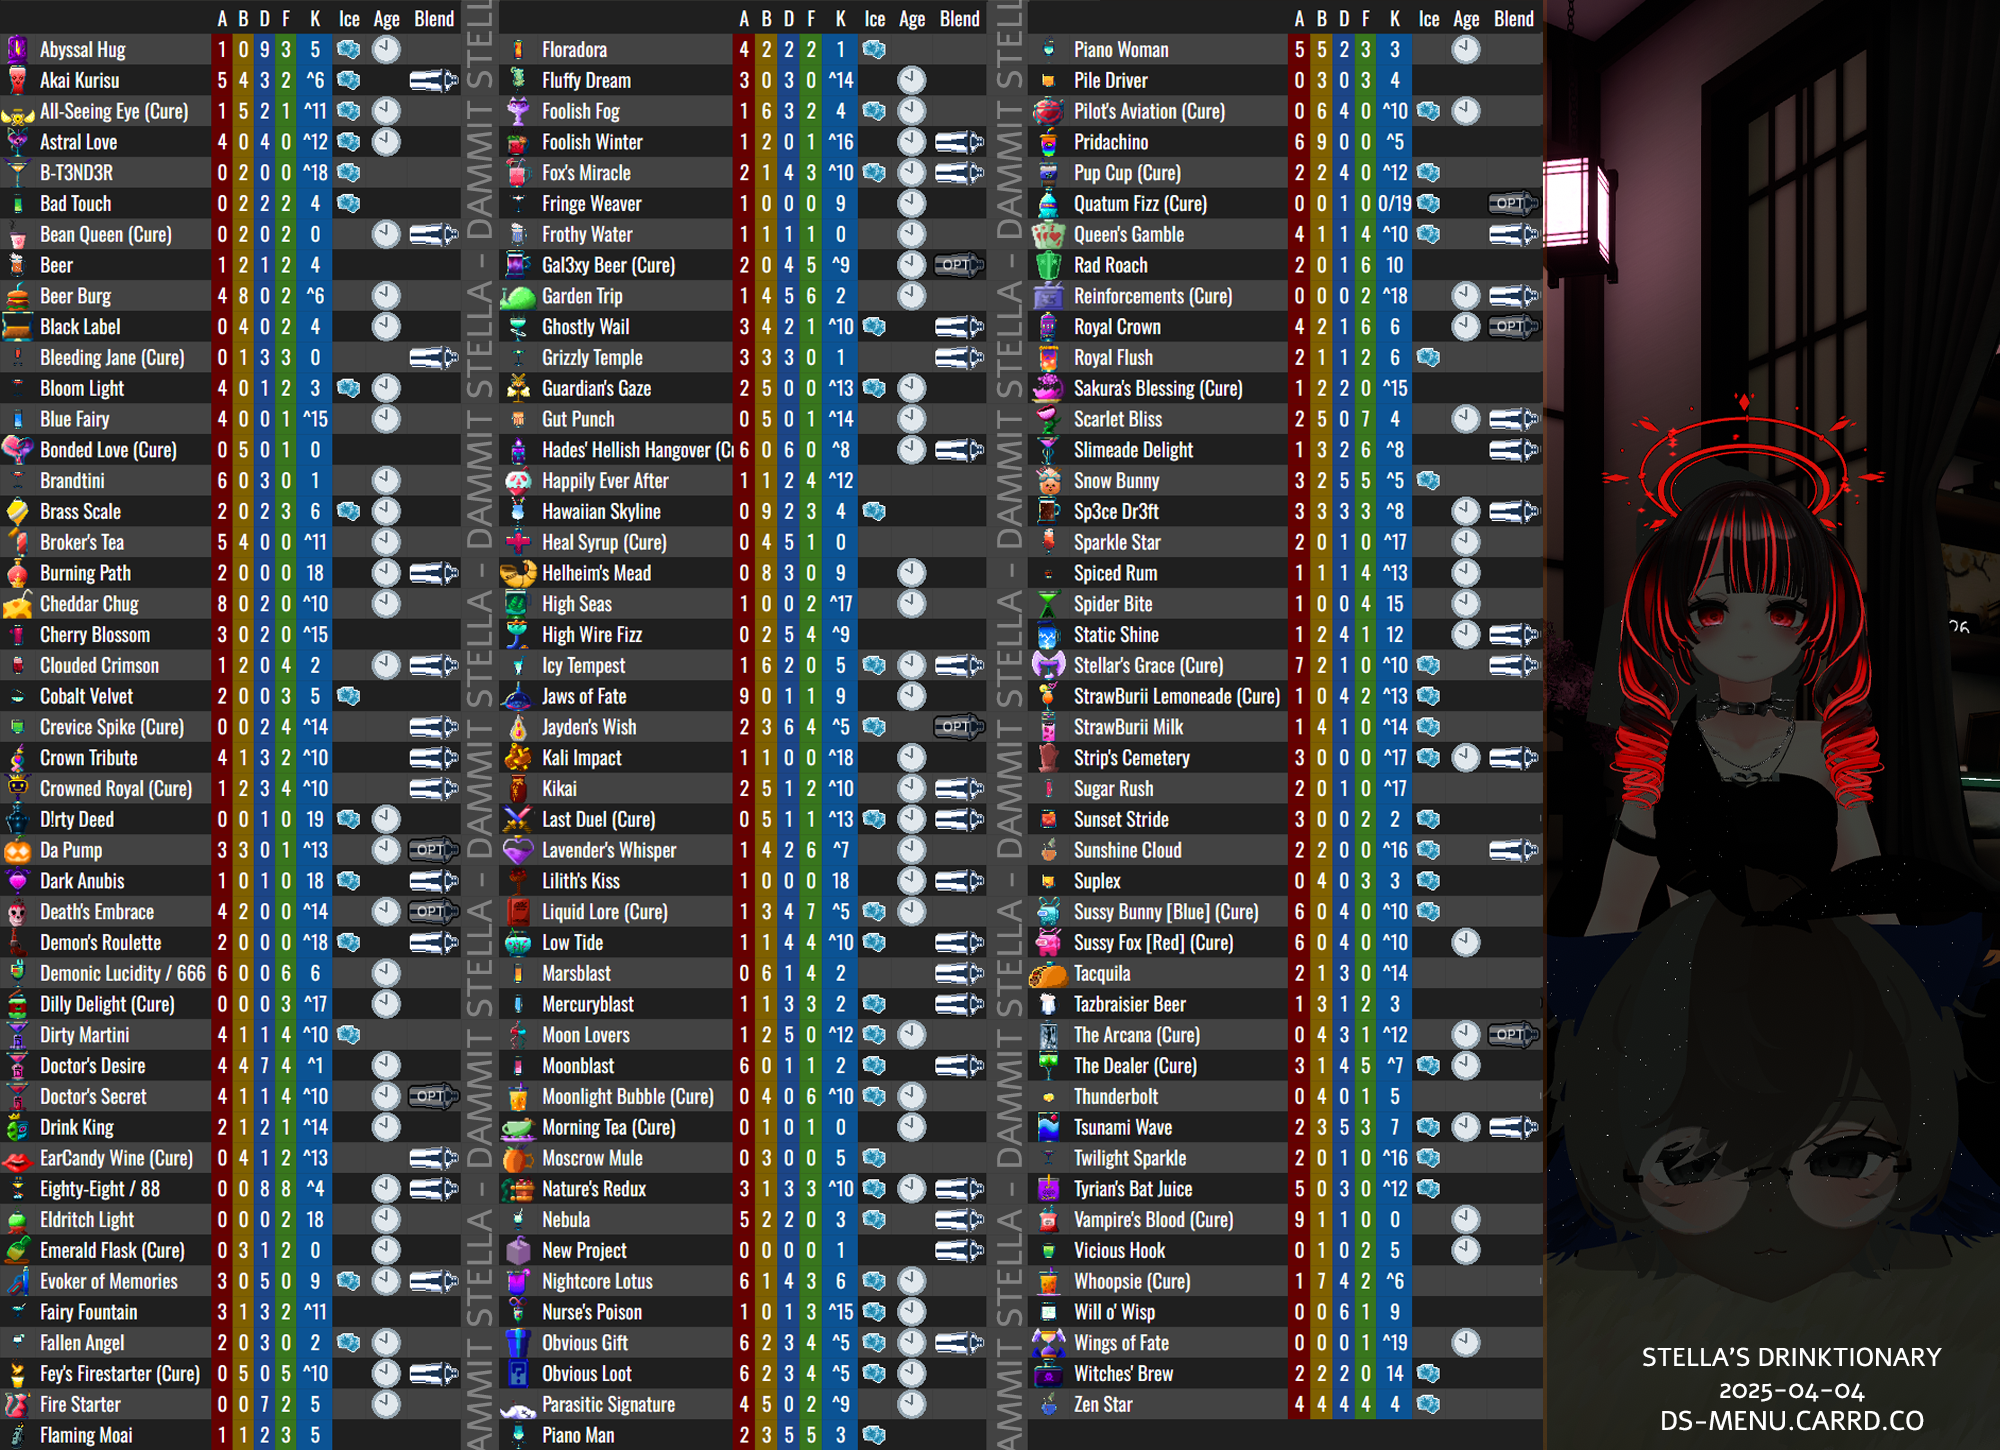 A B D F K Ice Age Blend
Abyssal Hug 1 0 9 3 5
Akai Kurisu 5 4 3 2 ^6
All-Seeing Eye (Cure) 1 5 2 1 ^11
Astral Love 4 0 4 0 ^12
B-T3ND3R 0 2 0 0 ^18
Bad Touch 0 2 2 2 4
Bean Queen (Cure) 0 2 0 2 0
Beer 1 2 1 2 4
Beer Burg 4 8 0 2 ^6
Black Label 0 4 0 2 4
Bleeding Jane (Cure) 0 1 3 3 0
Bloom Light 4 0 1 2 3
Blue Fairy 4 0 0 1 ^15
Bonded Love (Cure) 0 5 0 1 0
Brandtini 6 0 3 0 1
Brass Scale 2 0 2 3 6
Broker's Tea 5 4 0 0 ^11
Burning Path 2 0 0 0 18
Cheddar Chug 8 0 2 0 ^10
Cherry Blossom 3 0 2 0 ^15
Clouded Crimson 1 2 0 4 2
Cobalt Velvet 2 0 0 3 5
Crevice Spike (Cure) 0 0 2 4 ^14
Crown Tribute 4 1 3 2 ^10
Crowned Royal (Cure) 1 2 3 4 ^10
D!rty Deed 0 0 1 0 19
Da Pump 3 3 0 1 ^13 OPT
Dark Anubis 1 0 1 0 18
Death's Embrace 4 2 0 0 ^14 OPT
Demon's Roulette 2 0 0 0 ^18
Demonic Lucidity / 666 6 0 0 6 6
Dilly Delight (Cure) 0 0 0 3 ^17
Dirty Martini 4 1 1 4 ^10
Doctor's Desire 4 4 7 4 ^1
Doctor's Secret 4 1 1 4 ^10 OPT
Drink King 2 1 2 1 ^14
EarCandy Wine (Cure) 0 4 1 2 ^13
Eighty-Eight / 88 0 0 8 8 ^4
Eldritch Light 0 0 0 2 18
Emerald Flask (Cure) 0 3 1 2 0
Evoker of Memories 3 0 5 0 9
Fairy Fountain 3 1 3 2 ^11
Fallen Angel 2 0 3 0 2
Fey's Firestarter (Cure) 0 5 0 5 ^10
Fire Starter 0 0 7 2 5
Flaming Moai 1 1 2 3 5
AMMIT STELLA - DAMMIT STELLA - DAMMIT STELLA - DAMMIT STELLA - DAMMIT STEL
A B D F K Ice Age Blend
Floradora 4 2 2 2 1
Fluffy Dream 3 0 3 0 ^14
Foolish Fog 1 6 3 2 4
Foolish Winter 1 2 0 1 ^16
Fox's Miracle 2 1 4 3 ^10
Fringe Weaver 1 0 0 0 9
Frothy Water 1 1 1 1 0
Gal3xy Beer (Cure) 2 0 4 5 ^9 OPT
Garden Trip 1 4 5 6 2
Ghostly Wail 3 4 2 1 ^10
Grizzly Temple 3 3 3 0 1
Guardian's Gaze 2 5 0 0 ^13
Gut Punch 0 5 0 1 ^14
Hades' Hellish Hangover (C 6 0 6 0 ^8
Happily Ever After 1 1 2 4 ^12
Hawaiian Skyline 0 9 2 3 4
Heal Syrup (Cure) 0 4 5 1 0
Helheim's Mead 0 8 3 0 9
High Seas 1 0 0 2 ^17
High Wire Fizz 0 2 5 4 ^9
Icy Tempest 1 6 2 0 5
Jaws of Fate 9 0 1 1 9
Jayden's Wish 2 3 6 4 ^5 OPT
Kali Impact 1 1 0 0 ^18
Kikai 2 5 1 2 ^10
Last Duel (Cure) 0 5 1 1 ^13
Lavender's Whisper 1 4 2 6 ^7
Lilith's Kiss 1 0 0 0 18
Liquid Lore (Cure) 1 3 4 7 ^5
Low Tide 1 1 4 4 ^10
Marsblast 0 6 1 4 2
Mercuryblast 1 1 3 3 2
Moon Lovers 1 2 5 0 ^12
Moonblast 6 0 1 1 2
Moonlight Bubble (Cure) 0 4 0 6 ^10
Morning Tea (Cure) 0 1 0 1 0
Moscrow Mule 0 3 0 0 5
Nature's Redux 3 1 3 3 ^10
Nebula 5 2 2 0 3
New Project 0 0 0 0 1
Nightcore Lotus 6 1 4 3 6
Nurse's Poison 1 0 1 3 ^15
Obvious Gift 6 2 3 4 ^5
Obvious Loot 6 2 3 4 ^5
Parasitic Signature 4 5 0 2 ^9
Piano Man 2 3 5 5 3
AMMIT STELLA - DAMMIT STELLA - DAMMIT STELLA - DAMMIT STELLA - DAMMIT STEL
A B D F K Ice Age Blend
Piano Woman 5 5 2 3 3
Pile Driver 0 3 0 3 4
Pilot's Aviation (Cure) 0 6 4 0 ^10
Pridachino 6 9 0 0 ^5
Pup Cup (Cure) 2 2 4 0 ^12
Quatum Fizz (Cure) 0 0 1 0 0/19 OPT
Queen's Gamble 4 1 1 4 ^10
Rad Roach 2 0 1 6 10
Reinforcements (Cure) 0 0 0 2 ^18
Royal Crown 4 2 1 6 6 OPT
Royal Flush 2 1 1 2 6
Sakura's Blessing (Cure) 1 2 2 0 ^15
Scarlet Bliss 2 5 0 7 4
Slimeade Delight 1 3 2 6 ^8
Snow Bunny 3 2 5 5 ^5
Sp3ce Dr3ft 3 3 3 3 ^8
Sparkle Star 2 0 1 0 ^17
Spiced Rum 1 1 1 4 ^13
Spider Bite 1 0 0 4 15
Static Shine 1 2 4 1 12
Stellar's Grace (Cure) 7 2 1 0 ^10
StrawBurii Lemoneade (Cure) 1 0 4 2 ^13
StrawBurii Milk 1 4 1 0 ^14
Strip's Cemetery 3 0 0 0 ^17
Sugar Rush 2 0 1 0 ^17
Sunset Stride 3 0 0 2 2
Sunshine Cloud 2 2 0 0 ^16
Suplex 0 4 0 3 3
Sussy Bunny [Blue] (Cure) 6 0 4 0 ^10
Sussy Fox [Red] (Cure) 6 0 4 0 ^10
Tacquila 2 1 3 0 ^14
Tazbraisier Beer 1 3 1 2 3
The Arcana (Cure) 0 4 3 1 ^12 OPT
The Dealer (Cure) 3 1 4 5 ^7
Thunderbolt 0 4 0 1 5
Tsunami Wave 2 3 5 3 7
Twilight Sparkle 2 0 1 0 ^16
Tyrian's Bat Juice 5 0 3 0 ^12
Vampire's Blood (Cure) 9 1 1 0 0
Vicious Hook 0 1 0 2 5
Whoopsie (Cure) 1 7 4 2 ^6
Will o' Wisp 0 0 6 1 9
Wings of Fate 0 0 0 1 ^19
Witches' Brew 2 2 2 0 14
Zen Star 4 4 4 4 4
STELLA'S DRINKTIONARY
2025-04-04
DS-MENU.CARRD.CO